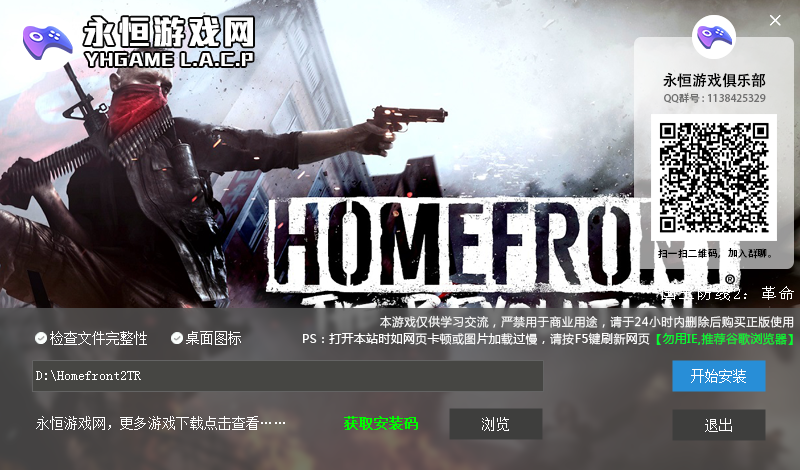 永恒游戏网
YHGAME L.A.C.P
永恒游戏俱乐部
QQ群号：1138425329
扫一扫二维码，加入群聊。
HOMEFRONT
®
THE REVOLUTION
国土防线2：革命
本游戏仅供学习交流，严禁用于商业用途，请于24小时内删除后购买正版使用
检查文件完整性 桌面图标
PS：打开本站时如网页卡顿或图片加载过慢，请按F5键刷新网页【勿用IE,推荐谷歌浏览器】
D:\Homefront2TR
开始安装
永恒游戏网，更多游戏下载点击查看……
获取安装码
浏览
退出